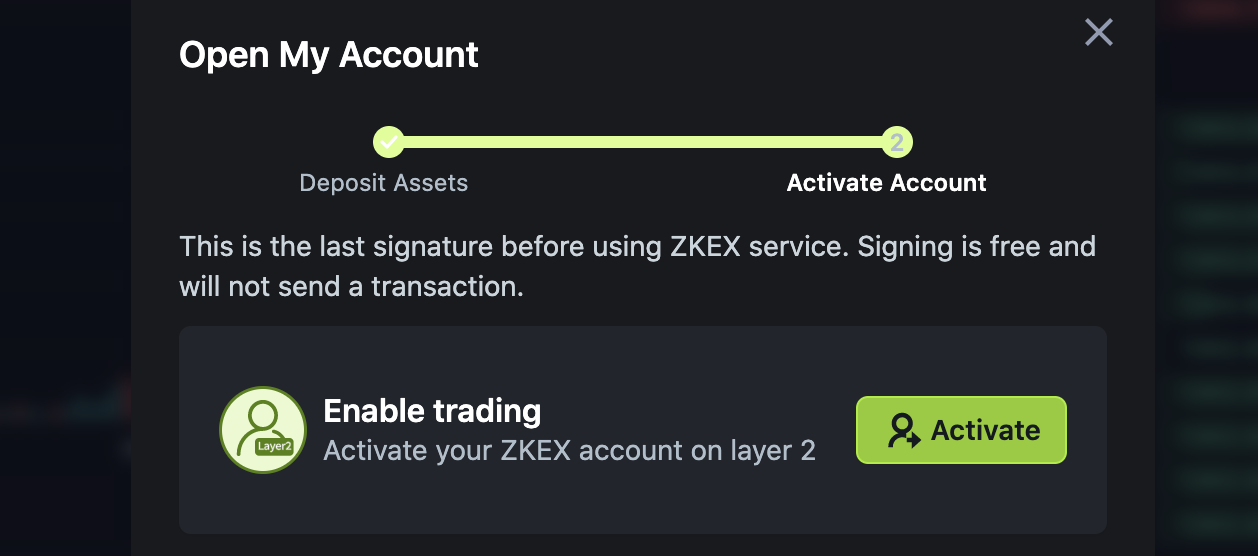 Open My Account
2
Deposit Assets
Activate Account
This is the last signature before using ZKEX service. Signing is free and
will not send a transaction.
Layer2
Enable trading
Activate your ZKEX account on layer 2
Activate